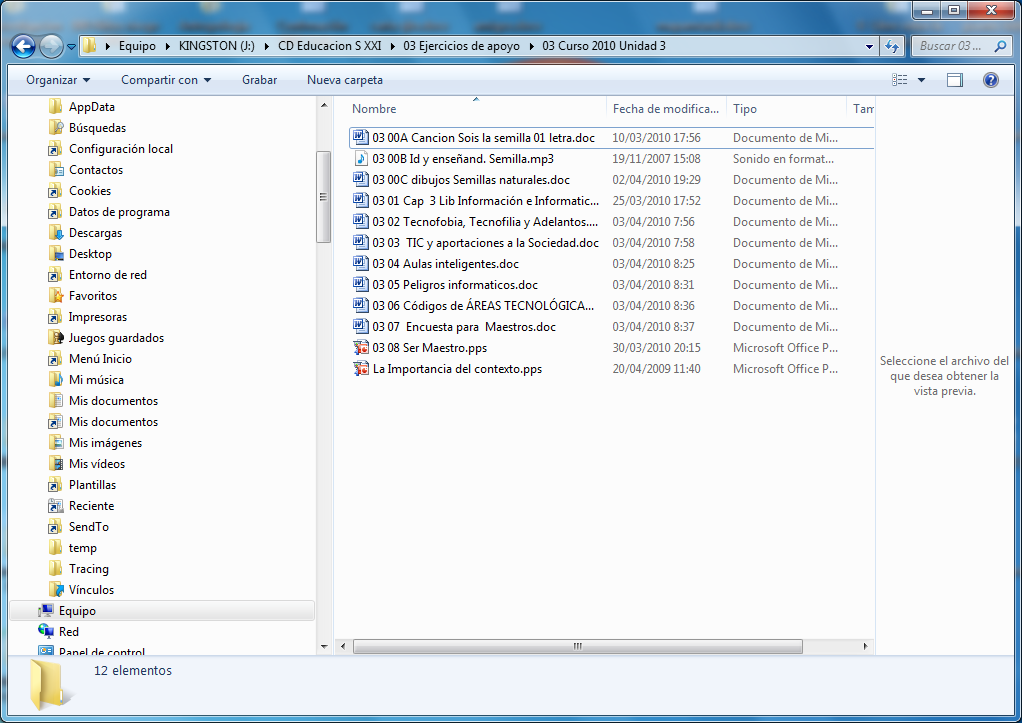 Equipo ▸ KINGSTON (J:) ▸ CD Educacion S XXI ▸ 03 Ejercicios de apoyo ▸ 03 Curso 2010 Unidad 3
Buscar 03 ...
Organizar Compartir con Grabar Nueva carpeta
AppData
Búsquedas
Configuración local
Contactos
Cookies
Datos de programa
Descargas
Desktop
Entorno de red
Favoritos
Impresoras
Juegos guardados
Menú Inicio
Mi música
Mis documentos
Mis documentos
Mis imágenes
Mis vídeos
Plantillas
Reciente
SendTo
temp
Tracing
Vínculos
Equipo
Red
Panel de control
Nombre Fecha de modifica... Tipo Tam
03 00A Cancion Sois la semilla 01 letra.doc 10/03/2010 17:56 Documento de Mi...
03 00B Id y enseñand. Semilla.mp3 19/11/2007 15:08 Sonido en format...
03 00C dibujos Semillas naturales.doc 02/04/2010 19:29 Documento de Mi...
03 01 Cap  3 Lib Información e Informatic... 25/03/2010 17:52 Documento de Mi...
03 02 Tecnofobia, Tecnofilia y Adelantos.... 03/04/2010 7:56 Documento de Mi...
03 03  TIC y aportaciones a la Sociedad.doc 03/04/2010 7:58 Documento de Mi...
03 04 Aulas inteligentes.doc 03/04/2010 8:25 Documento de Mi...
03 05 Peligros informaticos.doc 03/04/2010 8:31 Documento de Mi...
03 06 Códigos de ÁREAS TECNOLÓGICA... 03/04/2010 8:36 Documento de Mi...
03 07  Encuesta para  Maestros.doc 03/04/2010 8:37 Documento de Mi...
03 08 Ser Maestro.pps 30/03/2010 20:15 Microsoft Office P...
La Importancia del contexto.pps 20/04/2009 11:40 Microsoft Office P...
Seleccione el archivo del
que desea obtener la
vista previa.
12 elementos